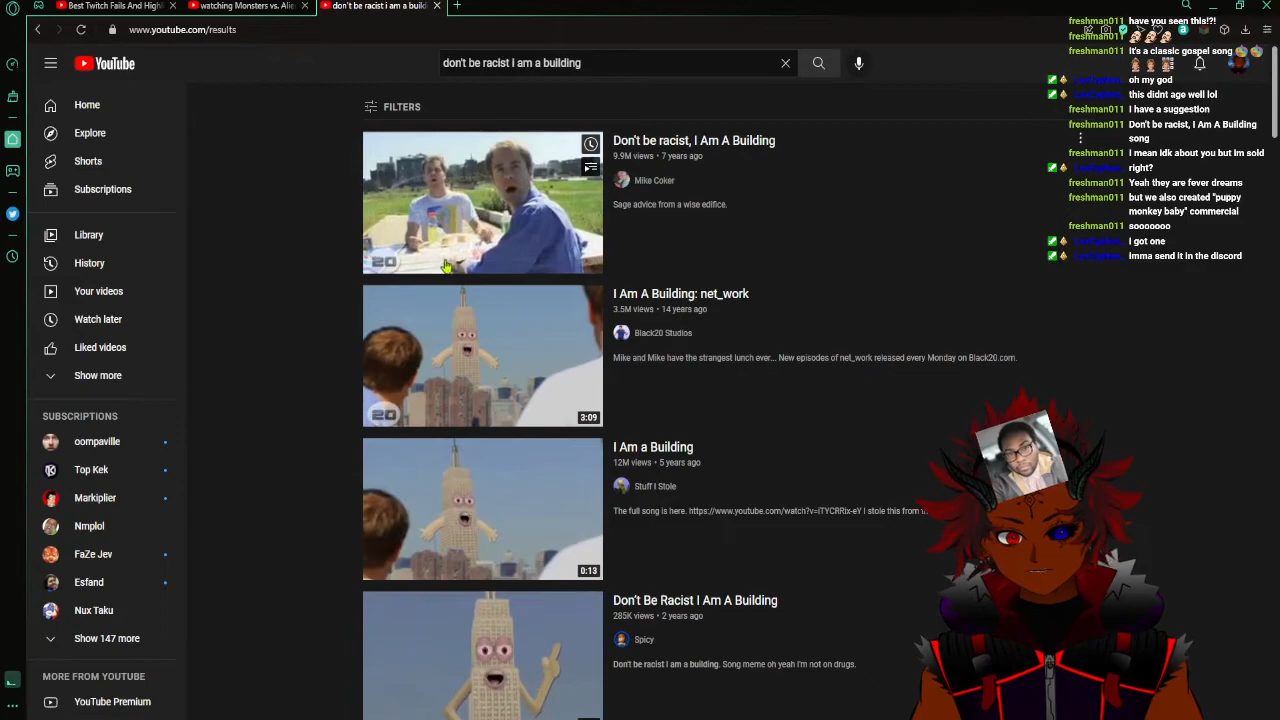 Best Twitch Fails And High
watching Monsters vs. Alie
don't be racist i am a buil
www.youtube.com/results
YouTube
don't be racist i am a building
Home
Explore
Shorts
Subscriptions
Library
History
Your videos
Watch later
Liked videos
Show more
SUBSCRIPTIONS
oompaville
Top Kek
Markiplier
Nmplol
FaZe Jev
Esfand
Nux Taku
Show 147 more
MORE FROM YOUTUBE
YouTube Premium
FILTERS
20
Don't be racist, I Am A Building
9.9M views • 7 years ago
Mike Coker
Sage advice from a wise edifice.
20
3:09
I Am A Building: net_work
3.5M views • 14 years ago
Black20 Studios
Mike and Mike have the strangest lunch ever... New episodes of net_work released every Monday on Black20.com.
0:13
I Am a Building
12M views • 5 years ago
Stuff I Stole
The full song is here. https://www.youtube.com/watch?v=iTYCRRix-eY I stole this from
Don't Be Racist I Am A Building
285K views • 2 years ago
Spicy
Don't be racist I am a building. Song meme oh yeah I'm not on drugs.
freshman011 have you seen this!?!
freshman011
freshman011 It's a classic gospel song
oh my god
this didnt age well lol
freshman011 I have a suggestion
freshman011 Don't be racist, I Am A Building
song
freshman011 I mean Idk about you but Im sold
right?
freshman011 Yeah they are fever dreams
freshman011 but we also created "puppy
monkey baby" commercial
freshman011 sooooooo
I got one
Imma send it in the discord